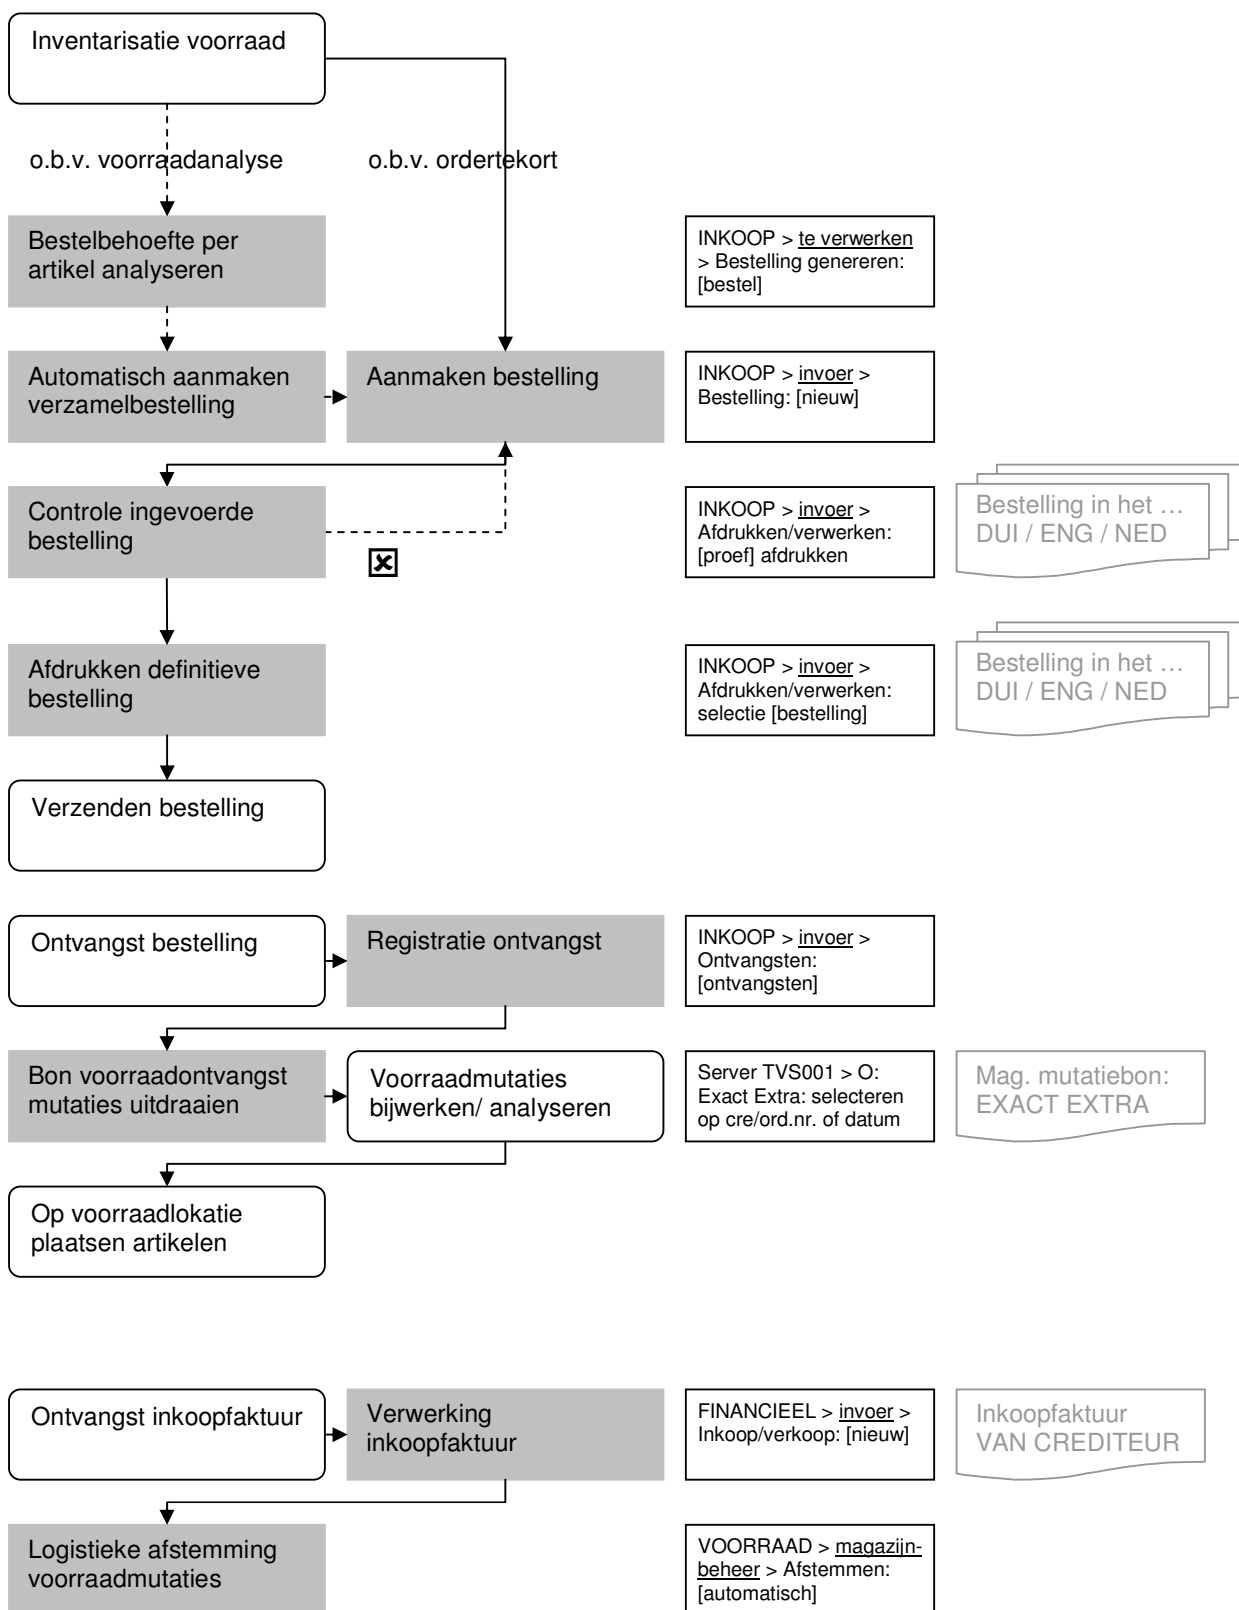 Inventarisatie voorraad
o.b.v. voorraadanalyse
o.b.v. ordertekort
Bestelbehoefte per
artikel analyseren
INKOOP > te verwerken
> Bestelling genereren:
[bestel]
Automatisch aanmaken
verzamelbestelling
Aanmaken bestelling
INKOOP > invoer >
Bestelling: [nieuw]
Controle ingevoerde
bestelling
INKOOP > invoer >
Afdrukken/verwerken:
[proef] afdrukken
Bestelling in het …
DUI / ENG / NED
Afdrukken definitieve
bestelling
INKOOP > invoer >
Afdrukken/verwerken:
selectie [bestelling]
Bestelling in het …
DUI / ENG / NED
Verzenden bestelling
Ontvangst bestelling
Registratie ontvangst
INKOOP > invoer >
Ontvangsten:
[ontvangsten]
Bon voorraadontvangst
mutaties uitdraaien
Voorraadmutaties
bijwerken/ analyseren
Server TVS001 > O:
Exact Extra: selecteren
op cre/ord.nr. of datum
Mag. mutatiebon:
EXACT EXTRA
Op voorraadlokatie
plaatsen artikelen
Ontvangst inkoopfaktuur
Verwerking
inkoopfaktuur
FINANCIEEL > invoer >
Inkoop/verkoop: [nieuw]
Inkoopfaktuur
VAN CREDITEUR
Logistieke afstemming
voorraadmutaties
VOORRAAD > magazijn-
beheer > Afstemmen:
[automatisch]